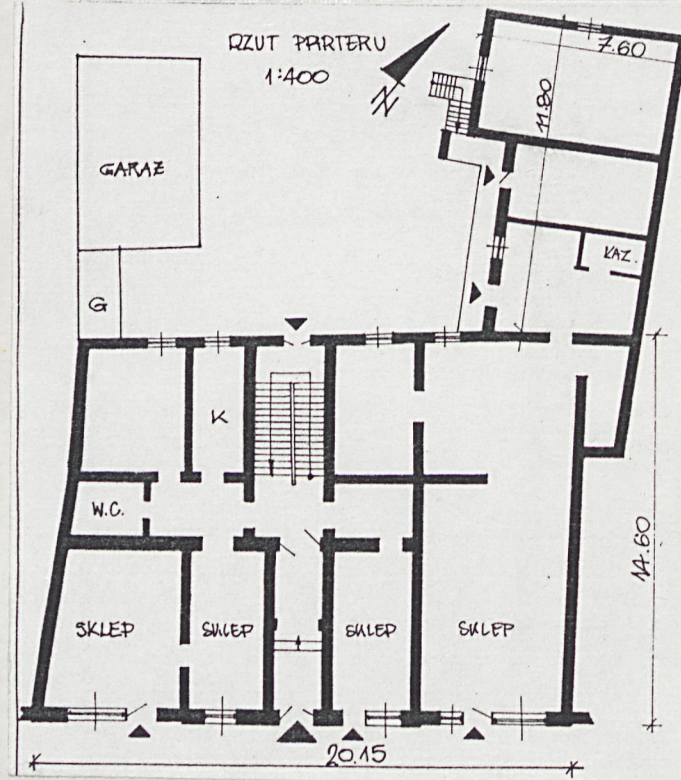 RZUT PARTERU
1:400
N
7.60
11.80
GARAŻ
KAZ.
G
K
W.C.
14.60
SKLEP
SKLEP
SKLEP
SKLEP
20.15